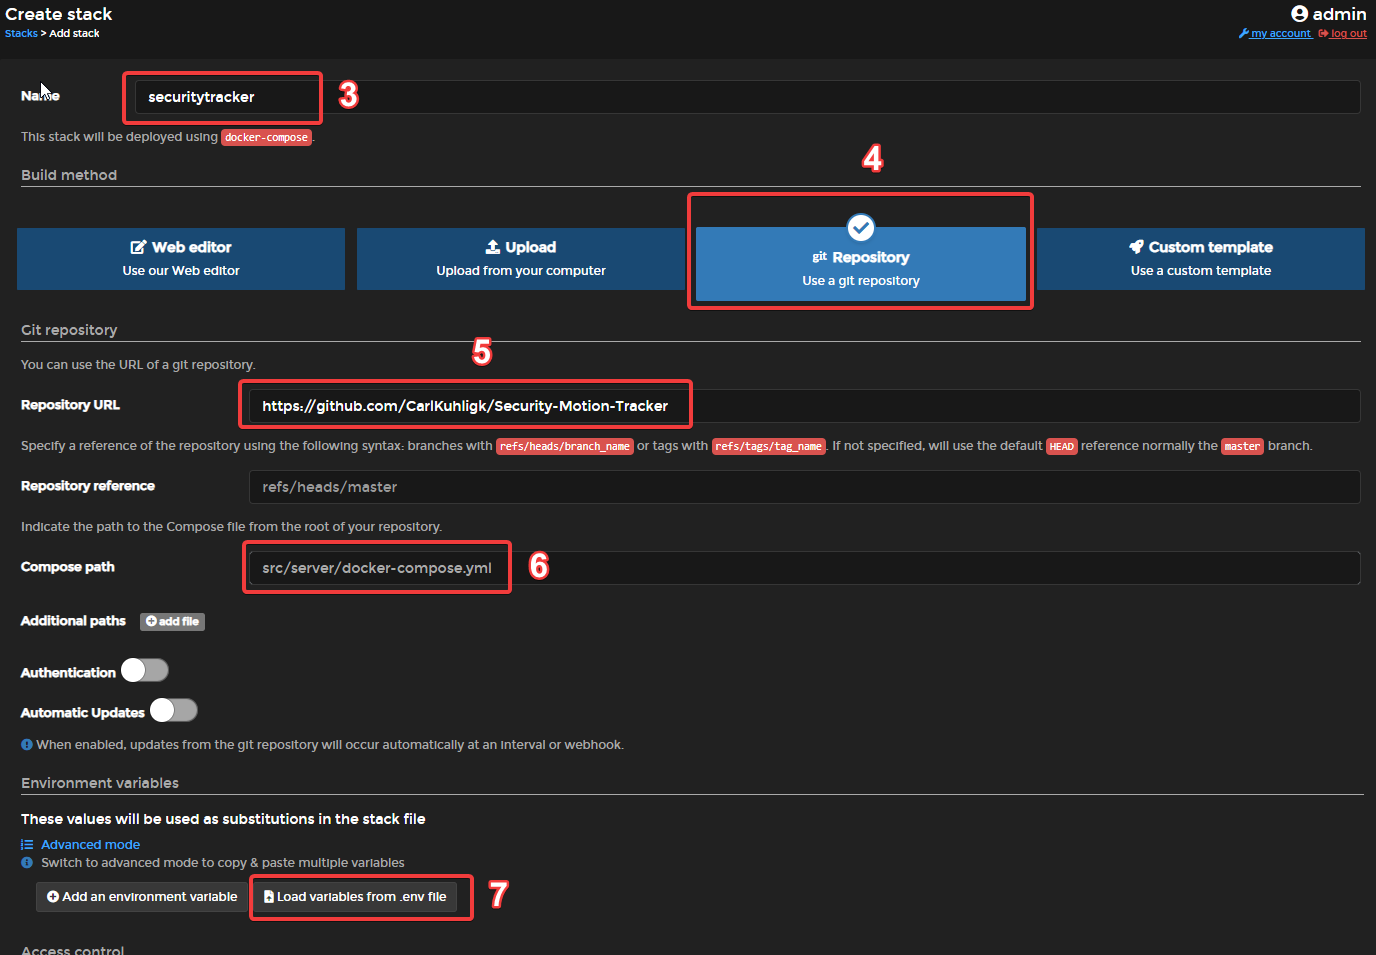 Create stack
admin
Stacks > Add stack
my account log out
Name
securitytracker
3
This stack will be deployed using docker-compose.
4
Build method
Web editor
Use our Web editor
Upload
Upload from your computer
git Repository
Use a git repository
Custom template
Use a custom template
Git repository
5
You can use the URL of a git repository.
Repository URL
https://github.com/CarlKuhligk/Security-Motion-Tracker
Specify a reference of the repository using the following syntax: branches with refs/heads/branch_name or tags with refs/tags/tag_name. If not specified, will use the default HEAD reference normally the master branch.
Repository reference
refs/heads/master
Indicate the path to the Compose file from the root of your repository.
Compose path
src/server/docker-compose.yml
6
Additional paths
add file
Authentication
Automatic Updates
When enabled, updates from the git repository will occur automatically at an interval or webhook.
Environment variables
These values will be used as substitutions in the stack file
Advanced mode
Switch to advanced mode to copy & paste multiple variables
Add an environment variable
Load variables from .env file
7
Access control